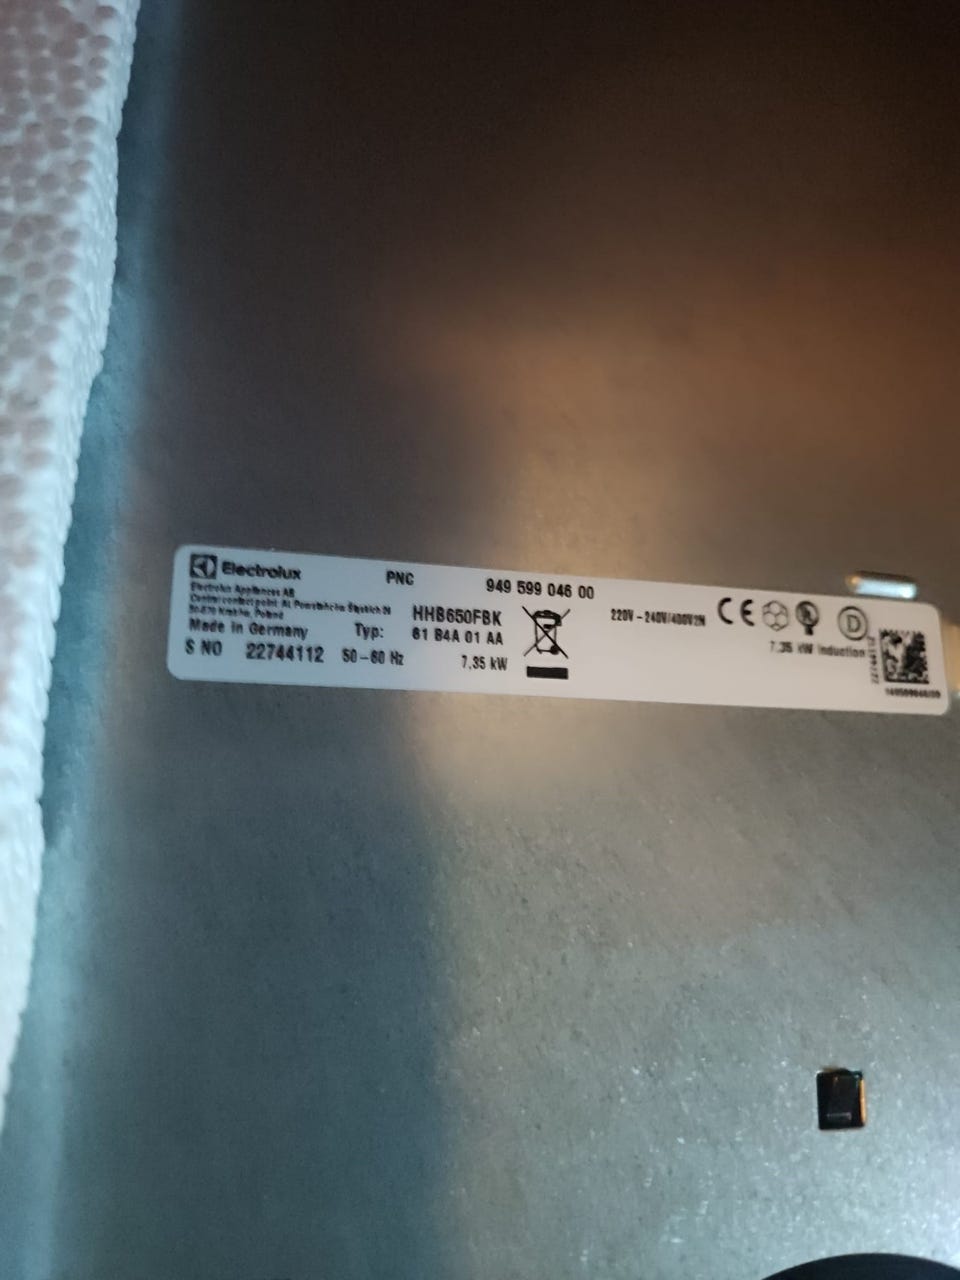 Electrolux
PNC 949 599 046 00
Electrolux Appliances AB
HHB650FBK
Made in Germany Typ: 61 B4A 01 AA
S NO 22744112 50-60 Hz 7,35 kW
220V-240V/400V2N
CE
D
7,35 kW Induction